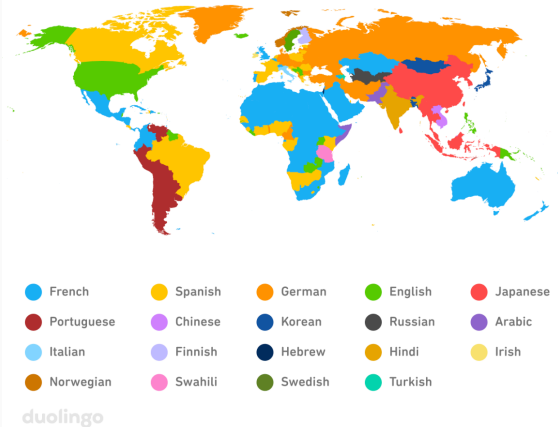 French Spanish German English Japanese
Portuguese Chinese Korean Russian Arabic
Italian Finnish Hebrew Hindi Irish
Norwegian Swahili Swedish Turkish
duolingo